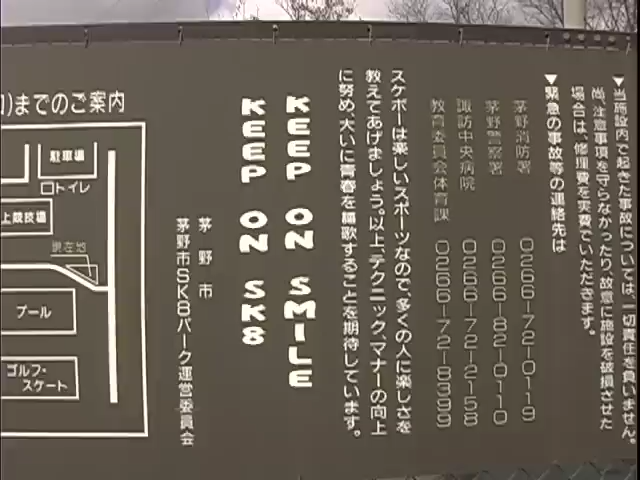 ▼当施設内で起きた事故については、一切責任を負いません。
尚、注意事項を守らなかったり、故意に施設を破損させた
場合は、修理費を実費でいただきます。
▼緊急の事故等の連絡先は
茅野消防署 0266-72-0119
茅野警察署 0266-82-0110
諏訪中央病院 0266-72-2158
教育委員会体育課 0266-72-8399
スケボーは楽しいスポーツなので、多くの人に楽しさを
教えてあげましょう。以上、テクニック、マナーの向上
に努め、大いに青春を謳歌することを期待しています。
KEEP ON SMILE
KEEP ON SK8
茅野市
茅野市SK8パーク運営委員会
)までのご案内
駐車場
トイレ
上競技場
現在地
プール
ゴルフ・
スケート